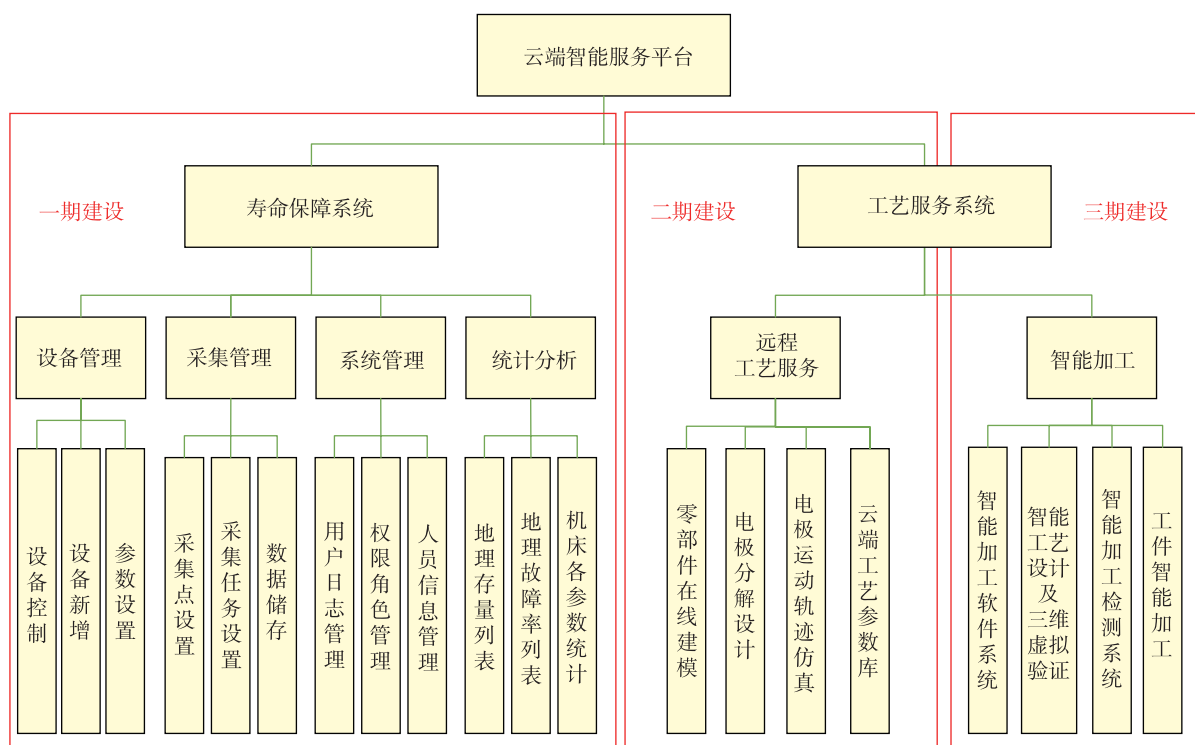 云端智能服务平台
一期建设
寿命保障系统
二期建设
工艺服务系统
三期建设
设备管理
采集管理
系统管理
统计分析
远程
工艺服务
智能加工
设备控制
设备新增
参数设置
采集点设置
采集任务设置
数据储存
用户日志管理
权限角色管理
人员信息管理
地理存量列表
地理故障率列表
机床各参数统计
零部件在线建模
电极分解设计
电极运动轨迹仿真
云端工艺参数库
智能加工软件系统
智能
工艺
设计
及
三维
虚拟
验证
智能加工检测系统
工件智能加工